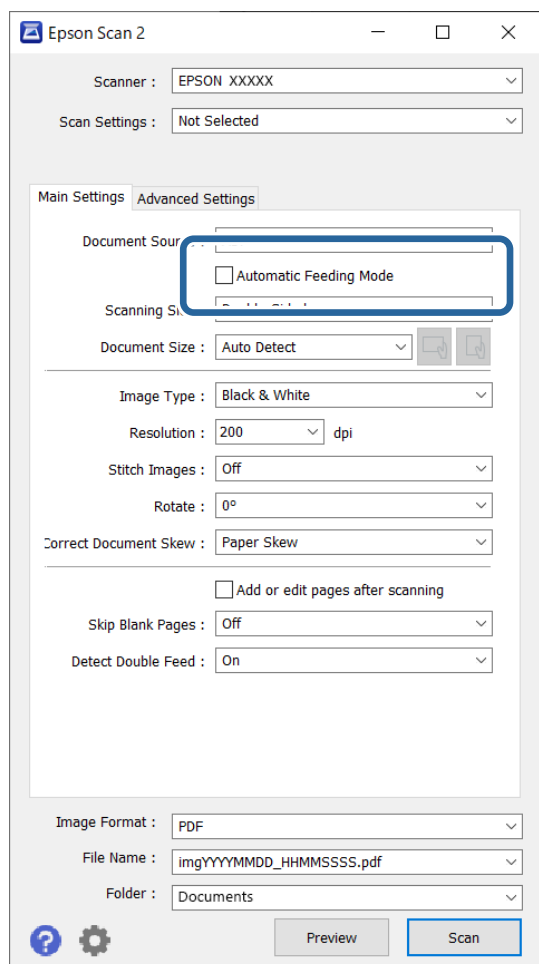 Epson Scan 2
Scanner : EPSON XXXXX
Scan Settings : Not Selected
Main Settings Advanced Settings
Document
Automatic Feeding Mode
Scanning
Document Size : Auto Detect
Image Type : Black & White
Resolution : 200 dpi
Stitch Images : Off
Rotate : 0°
Correct Document Skew : Paper Skew
Add or edit pages after scanning
Skip Blank Pages : Off
Detect Double Feed : On
Image Format : PDF
File Name : imgYYYYMMDD_HHMMSSSS.pdf
Folder : Documents
? Preview Scan